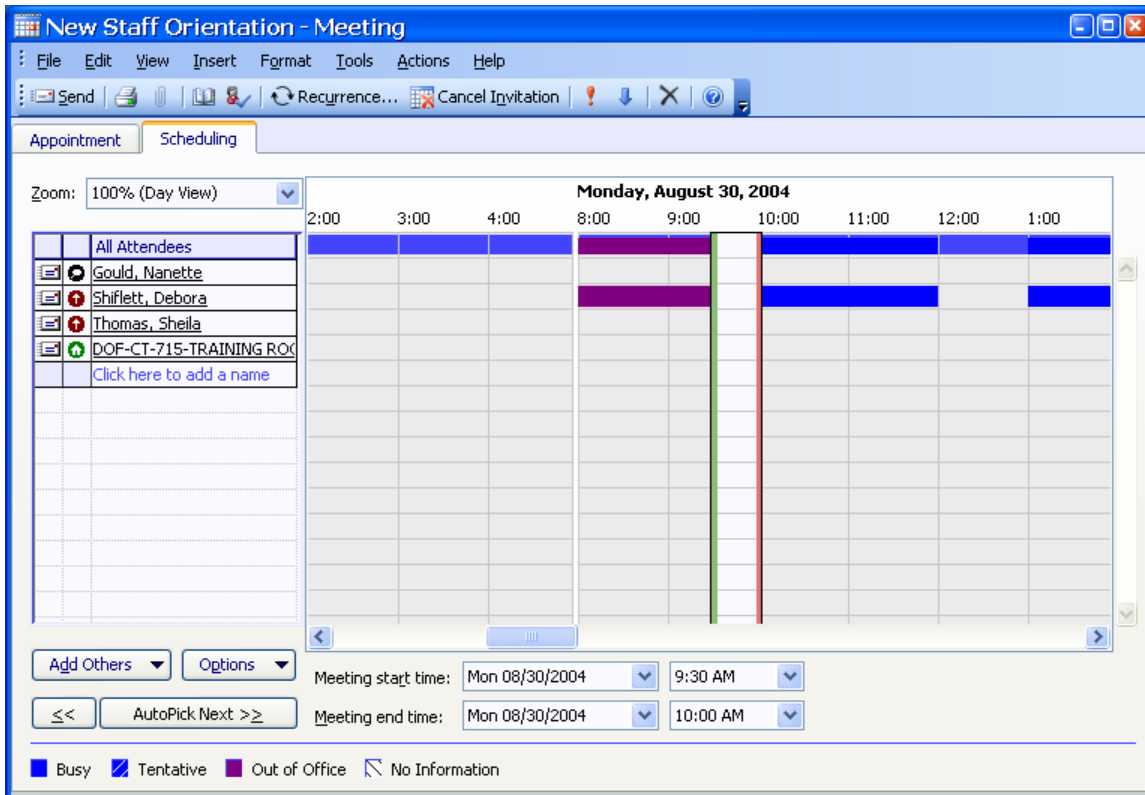 New Staff Orientation - Meeting
File Edit View Insert Format Tools Actions Help
Send Recurrence... Cancel Invitation
Appointment Scheduling
Zoom: 100% (Day View)
Monday, August 30, 2004
2:00 3:00 4:00 8:00 9:00 10:00 11:00 12:00 1:00
All Attendees
Gould, Nanette
Shiflett, Debora
Thomas, Sheila
DOF-CT-715-TRAINING ROO
Click here to add a name
Add Others Options
Meeting start time: Mon 08/30/2004 9:30 AM
<< AutoPick Next >>
Meeting end time: Mon 08/30/2004 10:00 AM
Busy Tentative Out of Office No Information